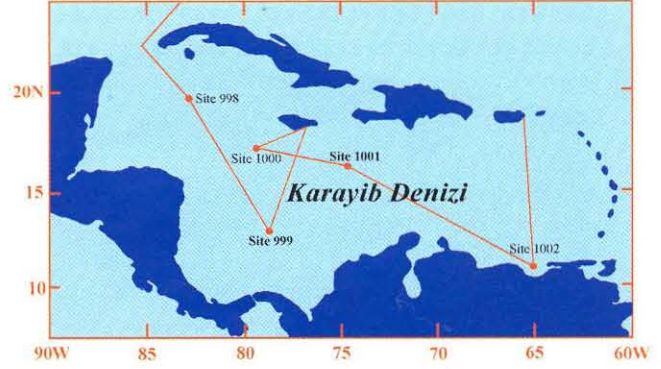 20N
Site 998
Site 1000
Site 1001
15
Karayib Denizi
Site 999
Site 1002
10
90W 85 80 75 70 65 60W